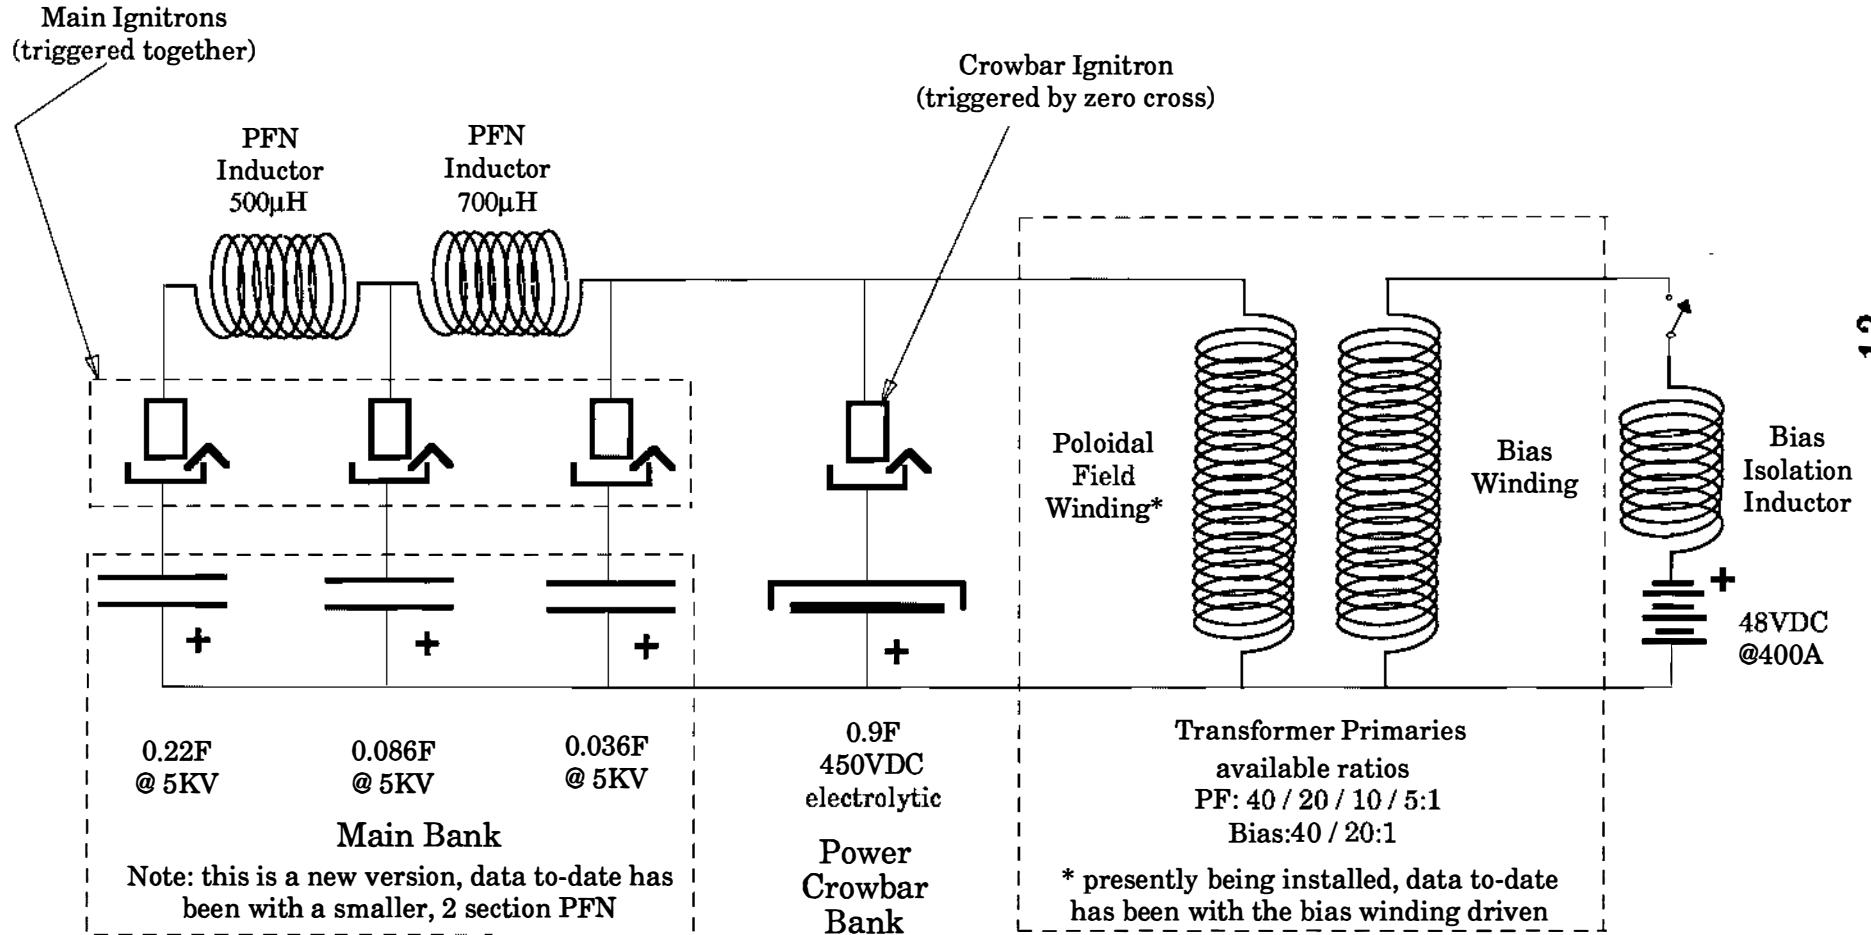 Main Ignitrons
(triggered together)
Crowbar Ignitron
(triggered by zero cross)
PFN
Inductor
500µH
PFN
Inductor
700µH
Poloidal
Field
Winding*
Bias
Winding
Bias
Isolation
Inductor
+
+
+
+
+
48VDC
@400A
0.22F
@ 5KV
0.086F
@ 5KV
0.036F
@ 5KV
Main Bank
Note: this is a new version, data to-date has
been with a smaller, 2 section PFN
0.9F
450VDC
electrolytic
Power
Crowbar
Bank
Transformer Primaries
available ratios
PF: 40 / 20 / 10 / 5:1
Bias:40 / 20:1
* presently being installed, data to-date
has been with the bias winding driven